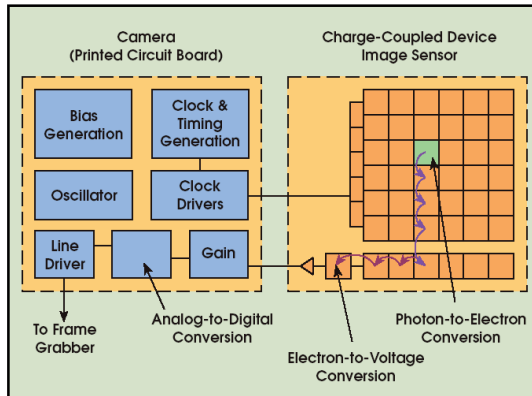 Camera
(Printed Circuit Board)
Charge-Coupled Device
Image Sensor
Bias
Generation
Clock &
Timing
Generation
Oscillator
Clock
Drivers
Line
Driver
Gain
To Frame
Grabber
Analog-to-Digital
Conversion
Electron-to-Voltage
Conversion
Photon-to-Electron
Conversion